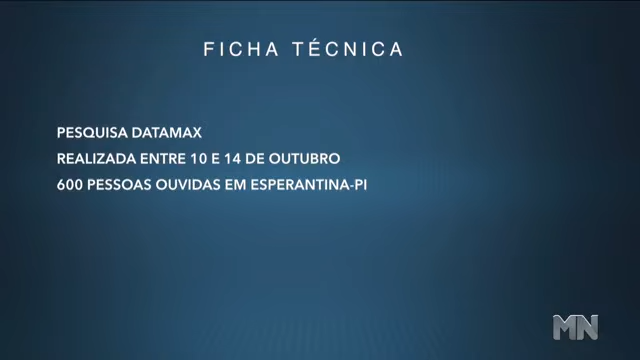 FICHA TÉCNICA
PESQUISA DATAMAX
REALIZADA ENTRE 10 E 14 DE OUTUBRO
600 PESSOAS OUVIDAS EM ESPERANTINA-PI
MN